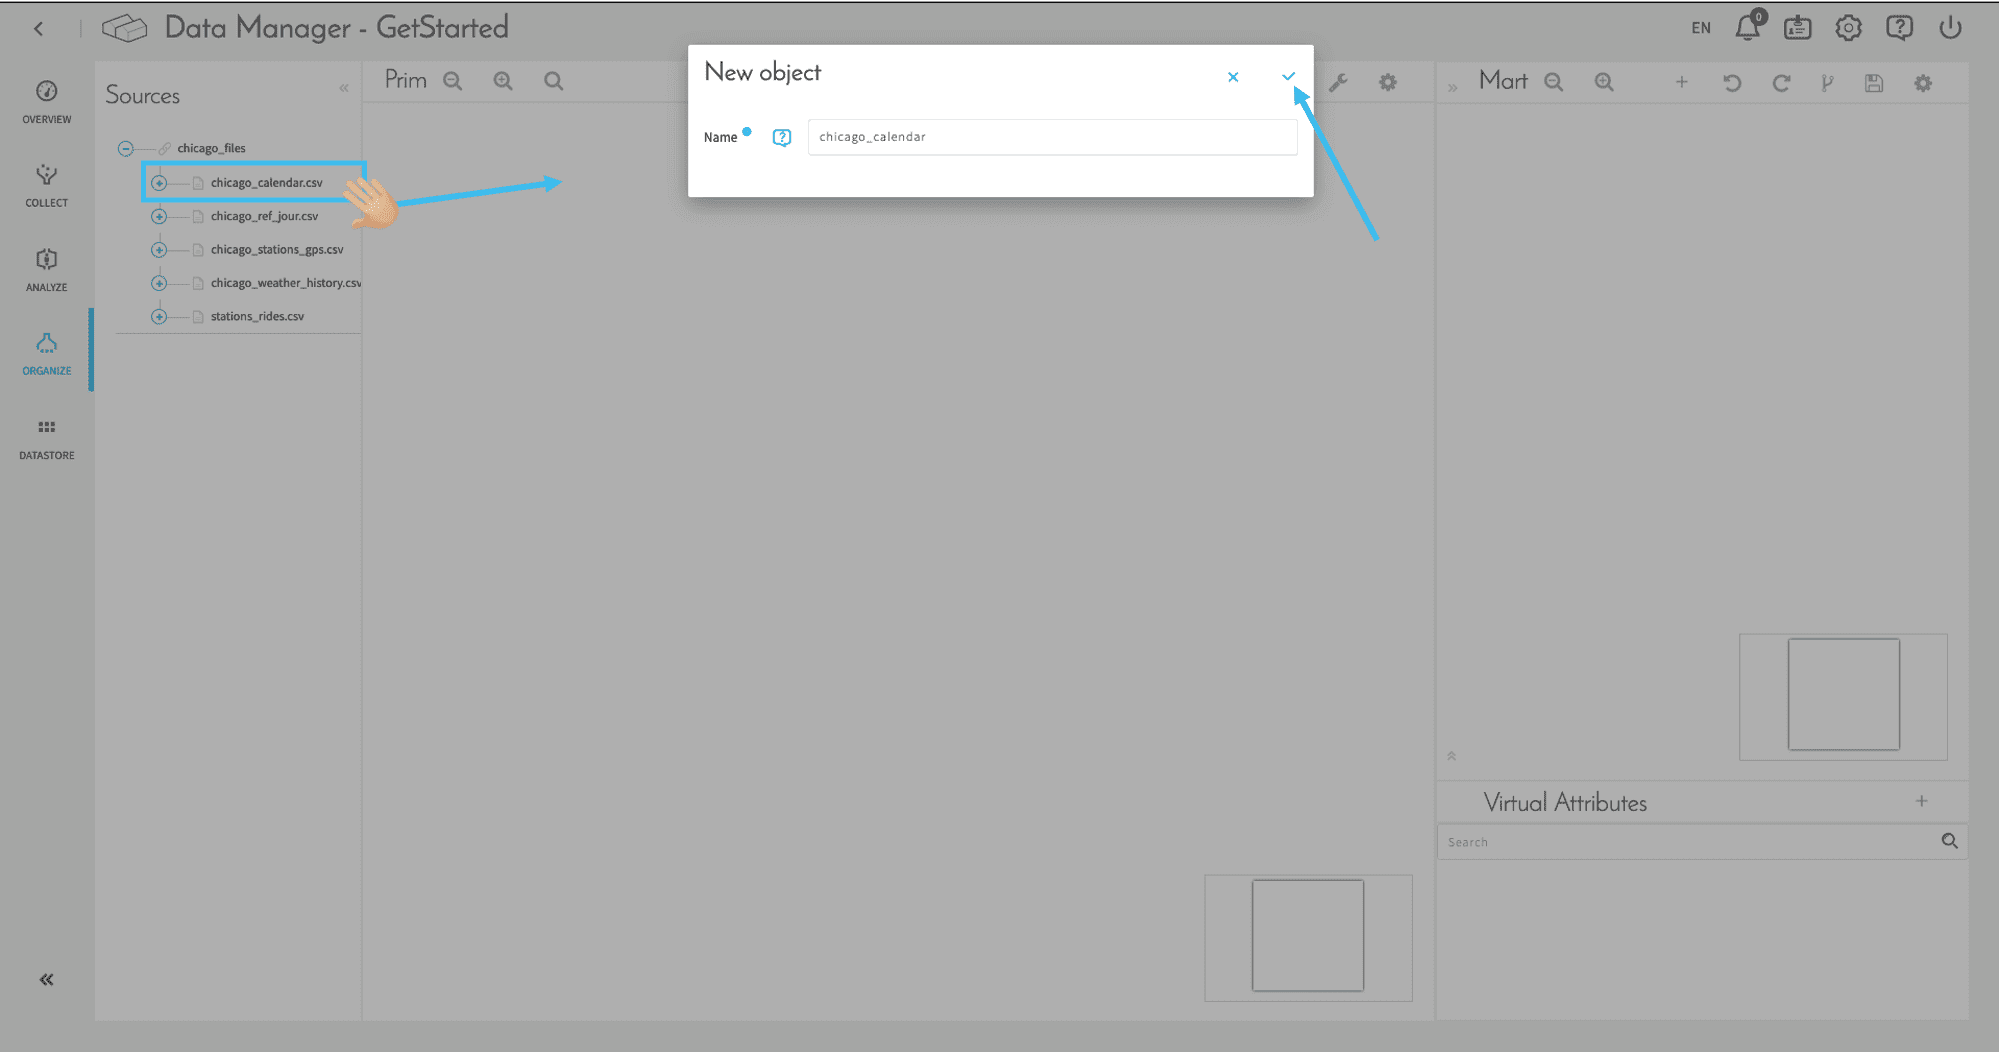 Data Manager - GetStarted
EN
0
OVERVIEW
COLLECT
ANALYZE
ORGANIZE
DATASTORE
Sources
chicago_files
chicago_calendar.csv
chicago_ref_jour.csv
chicago_stations_gps.csv
chicago_weather_history.csv
stations_rides.csv
Prim
New object
Name
chicago_calendar
Mart
Virtual Attributes
Search